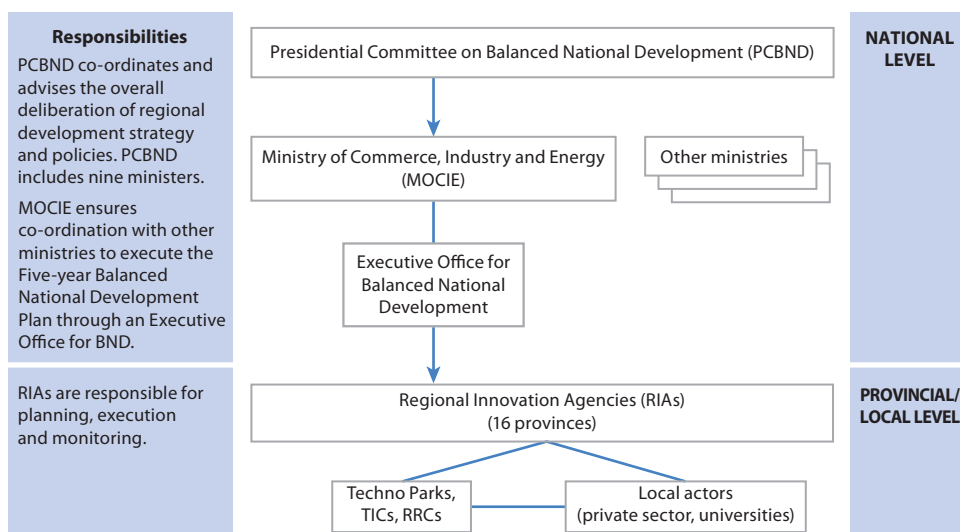 Responsibilities
PCBND co-ordinates and
advises the overall
deliberation of regional
development strategy
and policies. PCBND
includes nine ministers.
MOCIE ensures
co-ordination with other
ministries to execute the
Five-year Balanced
National Development
Plan through an Executive
Office for BND.
Presidential Committee on Balanced National Development (PCBND)
NATIONAL
LEVEL
Ministry of Commerce, Industry and Energy
(MOCIE)
Other ministries
Executive Office for
Balanced National
Development
RIAs are responsible for
planning, execution
and monitoring.
Regional Innovation Agencies (RIAs)
(16 provinces)
PROVINCIAL/
LOCAL LEVEL
Techno Parks,
TICs, RRCs
Local actors
(private sector, universities)